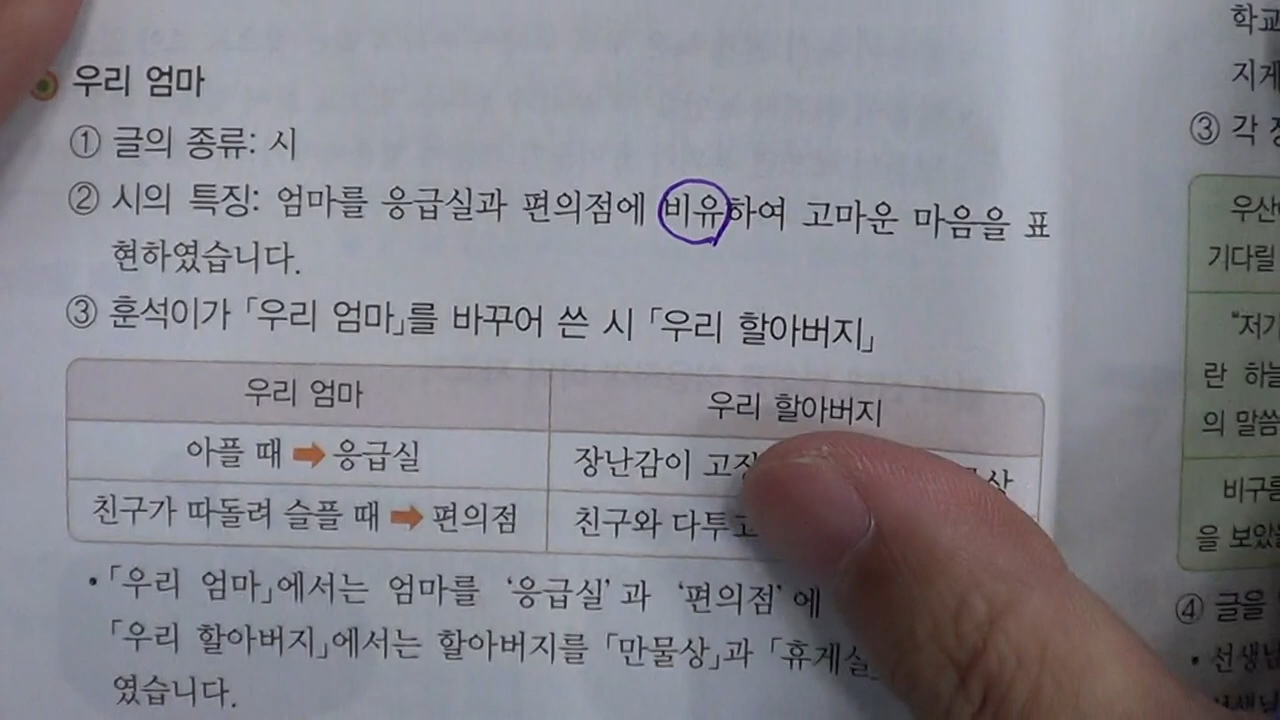 우리 엄마
① 글의 종류: 시
② 시의 특징: 엄마를 응급실과 편의점에 비유하여 고마운 마음을 표
현하였습니다.
③ 훈석이가 「우리 엄마」를 바꾸어 쓴 시 「우리 할아버지」
우리 엄마 우리 할아버지
아플 때 ➡ 응급실 장난감이 고장
친구가 따돌려 슬플 때 ➡ 편의점 친구와 다투고
• 「우리 엄마」에서는 엄마를 ‘응급실’과 ‘편의점’에
「우리 할아버지」에서는 할아버지를 「만물상」과 「휴게실」
였습니다.
학교
지게
③ 각
우산
기다릴
“저기
란 하늘
의 말씀
비구름
을 보았
④ 글을
• 선생님
선생님